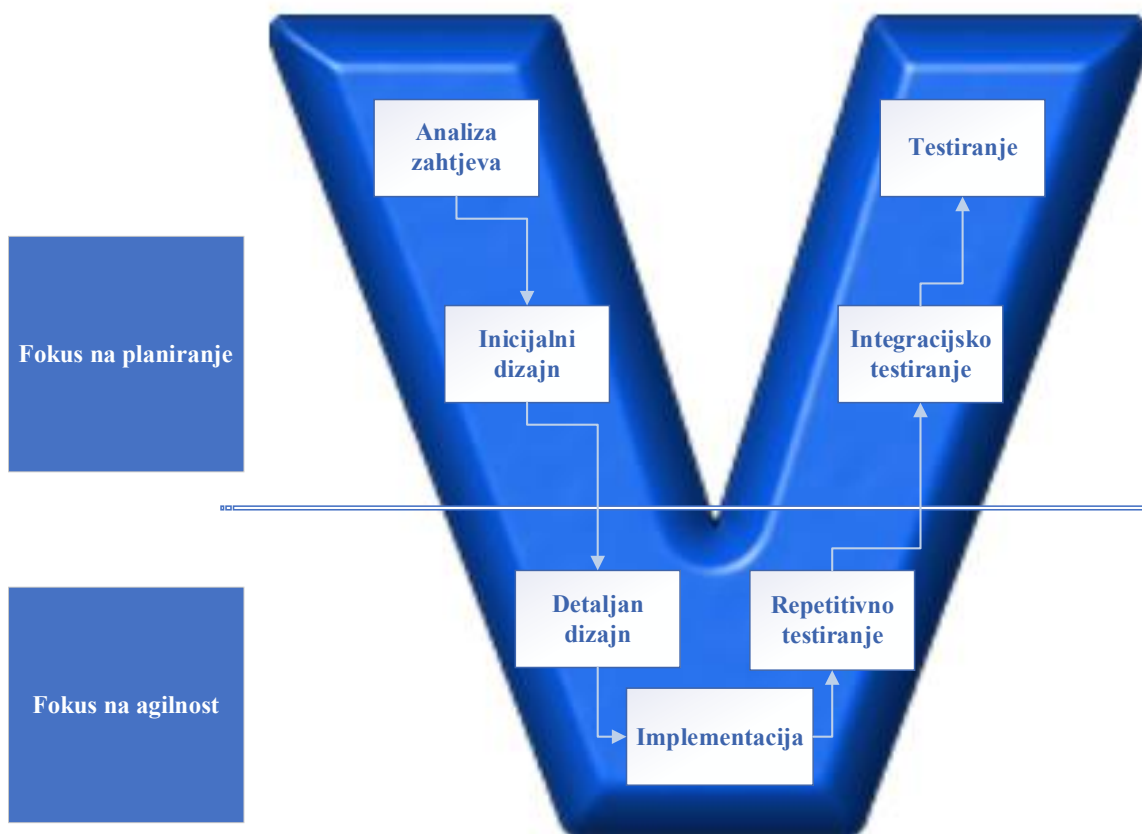 Analiza
zahtjeva
Testiranje
Fokus na planiranje
Inicijalni
dizajn
Integracijsko
testiranje
Detaljan
dizajn
Repetitivno
testiranje
Fokus na agilnost
Implementacija